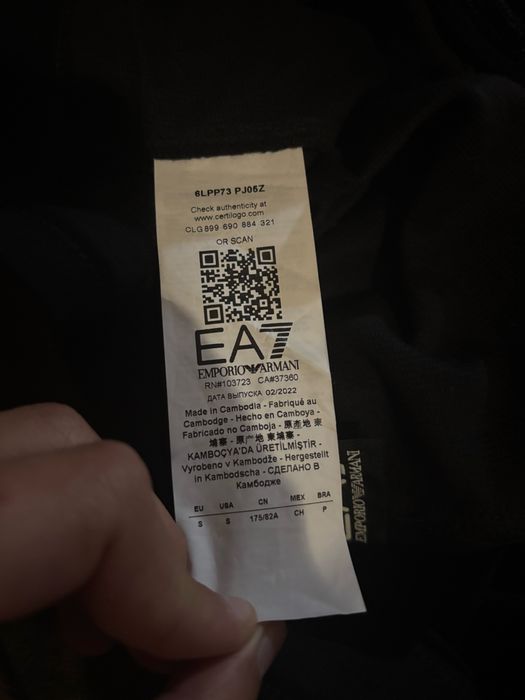 6LPP73 PJ05Z
Check authenticity at
www.certilogo.com
CLG 899 690 884 321
OR SCAN
EA7
EMPORIO ARMANI
RN#103723 CA#37360
ДАТА ВЫПУСКА 02/2022
Made in Cambodia - Fabriqué au
Cambodge - Hecho en Camboya -
Fabricado no Camboja - 原產地 柬
埔寨 - 原产地 柬埔寨 -
KAMBOÇYA'DA ÜRETİLMİŞTİR -
Vyrobeno v Kambodže - Hergestellt
in Kambodscha - СДЕЛАНО В
Камбодже
EU USA CN MEX BRA
S S 175/82A CH P
EMPORIO ARMANI